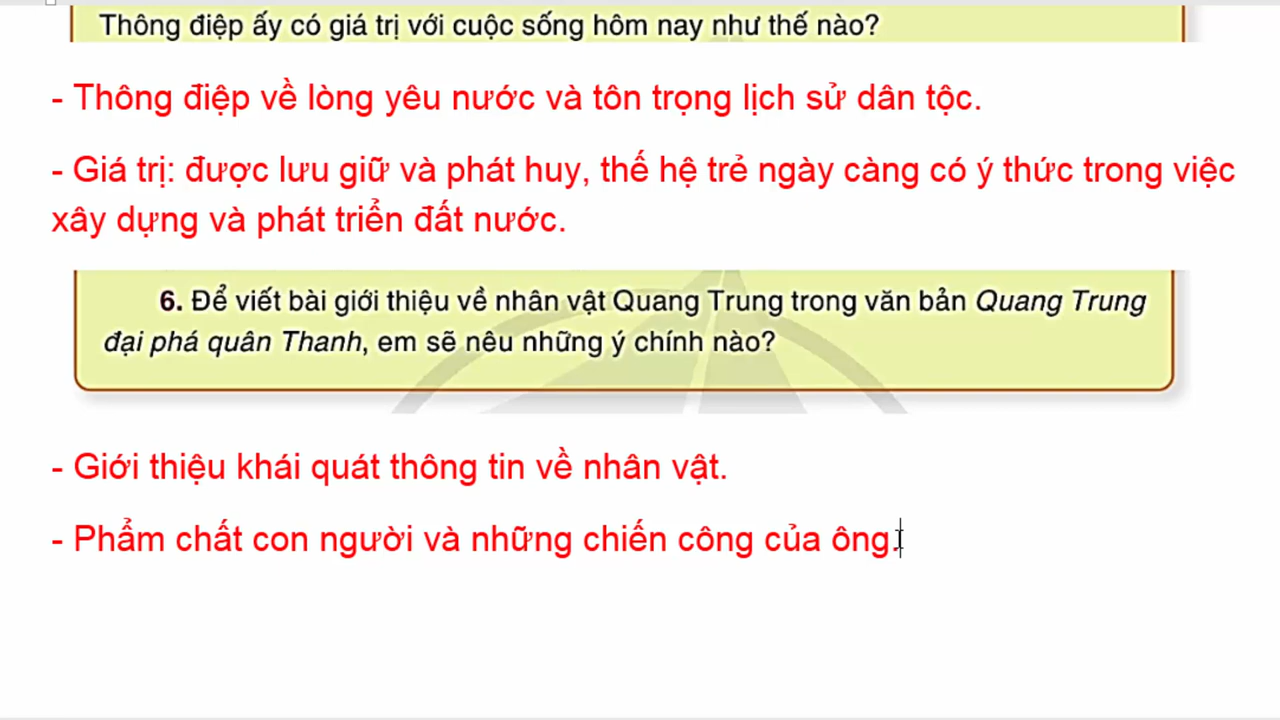 Thông điệp ấy có giá trị với cuộc sống hôm nay như thế nào?
- Thông điệp về lòng yêu nước và tôn trọng lịch sử dân tộc.
- Giá trị: được lưu giữ và phát huy, thế hệ trẻ ngày càng có ý thức trong việc
xây dựng và phát triển đất nước.
6. Để viết bài giới thiệu về nhân vật Quang Trung trong văn bản Quang Trung
đại phá quân Thanh, em sẽ nêu những ý chính nào?
- Giới thiệu khái quát thông tin về nhân vật.
- Phẩm chất con người và những chiến công của ông.